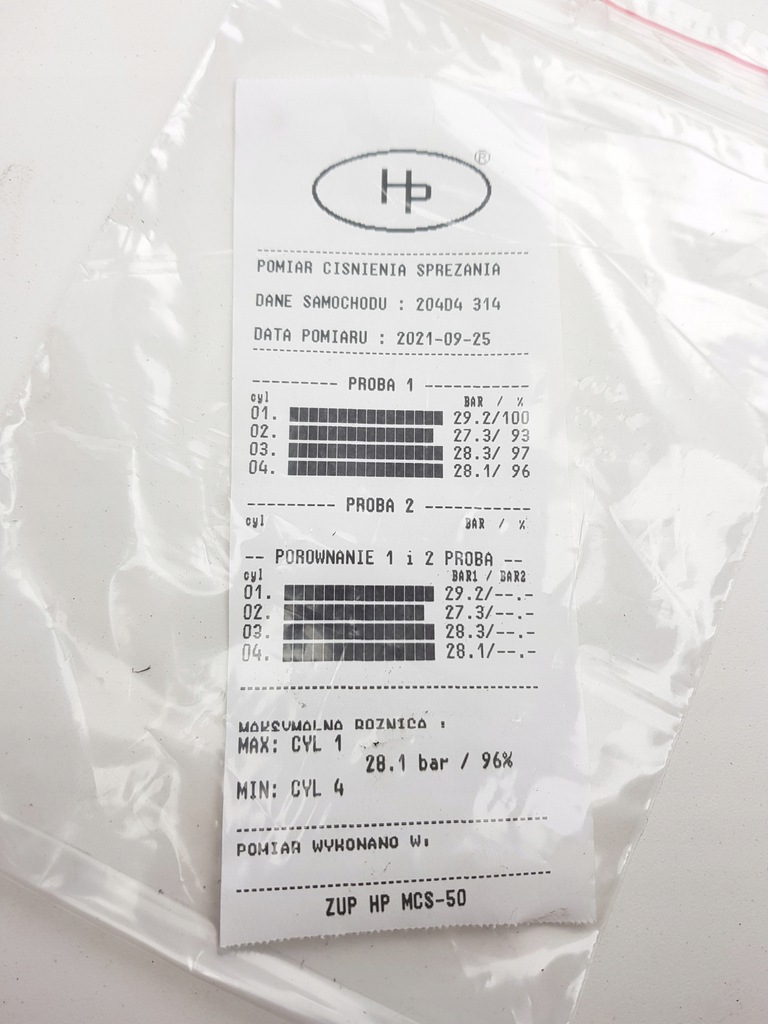 Hp ®
POMIAR CISNIENIA SPREZANIA
DANE SAMOCHODU : 204D4 314
DATA POMIARU : 2021-09-25
--------- PROBA 1 -----------
cyl BAR / %
01. 29.2/100
02. 27.3/ 93
03. 28.3/ 97
04. 28.1/ 96
--------- PROBA 2 -----------
cyl BAR / %
-- POROWNANIE 1 i 2 PROBA --
cyl BAR1 / BAR2
01. 29.2/--.-
02. 27.3/--.-
03. 28.3/--.-
04. 28.1/--.-
MAKSYMALNA ROZNICA :
MAX: CYL 1
28.1 bar / 96%
MIN: CYL 4
POMIAR WYKONANO W:
ZUP HP MCS-50